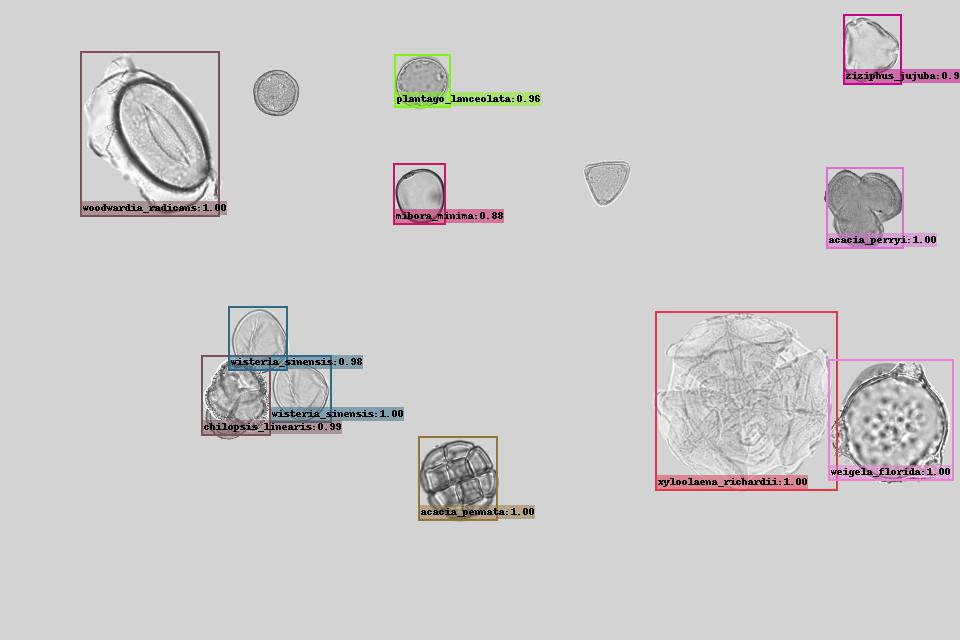 ziziphus_jujuba:0.9
plantago_lanceolata:0.96
woodwardia_radicans:1.00
mibora_minima:0.88
acacia_perryi:1.00
wisteria_sinensis:0.98
wisteria_sinensis:1.00
chilopsis_linearis:0.99
weigela_florida:1.00
xyloolaena_richardii:1.00
acacia_pennata:1.00